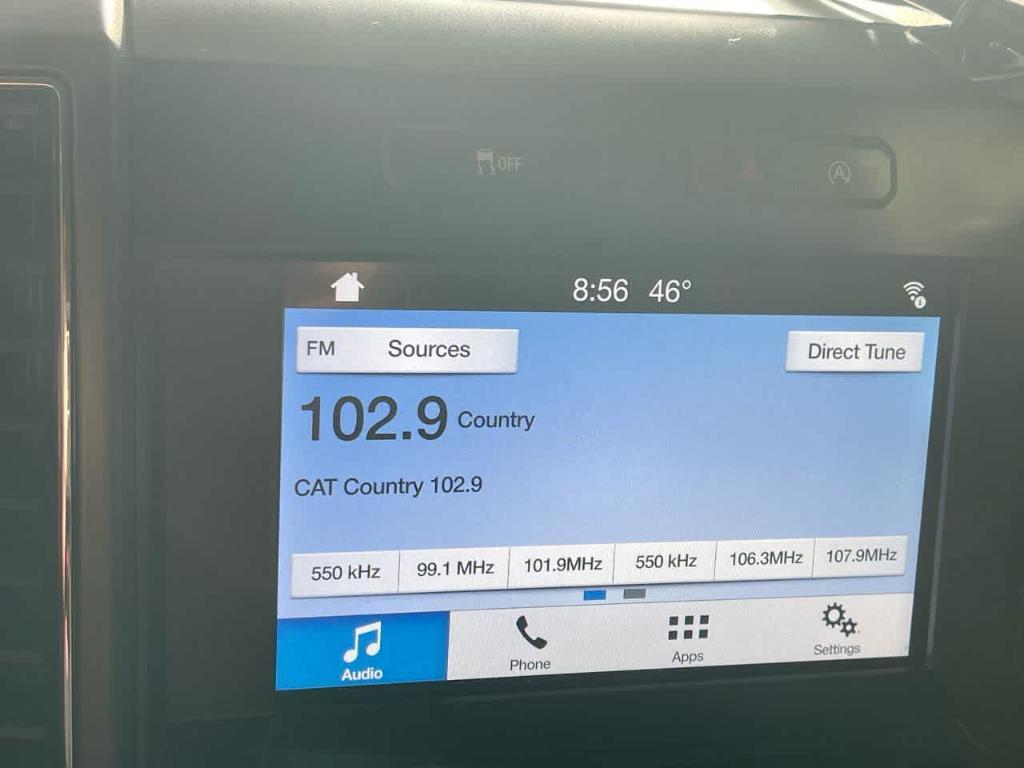 OFF
A
8:56 46°
FM Sources Direct Tune
102.9 Country
CAT Country 102.9
550 kHz 99.1 MHz 101.9MHz 550 kHz 106.3MHz 107.9MHz
Audio Phone Apps Settings